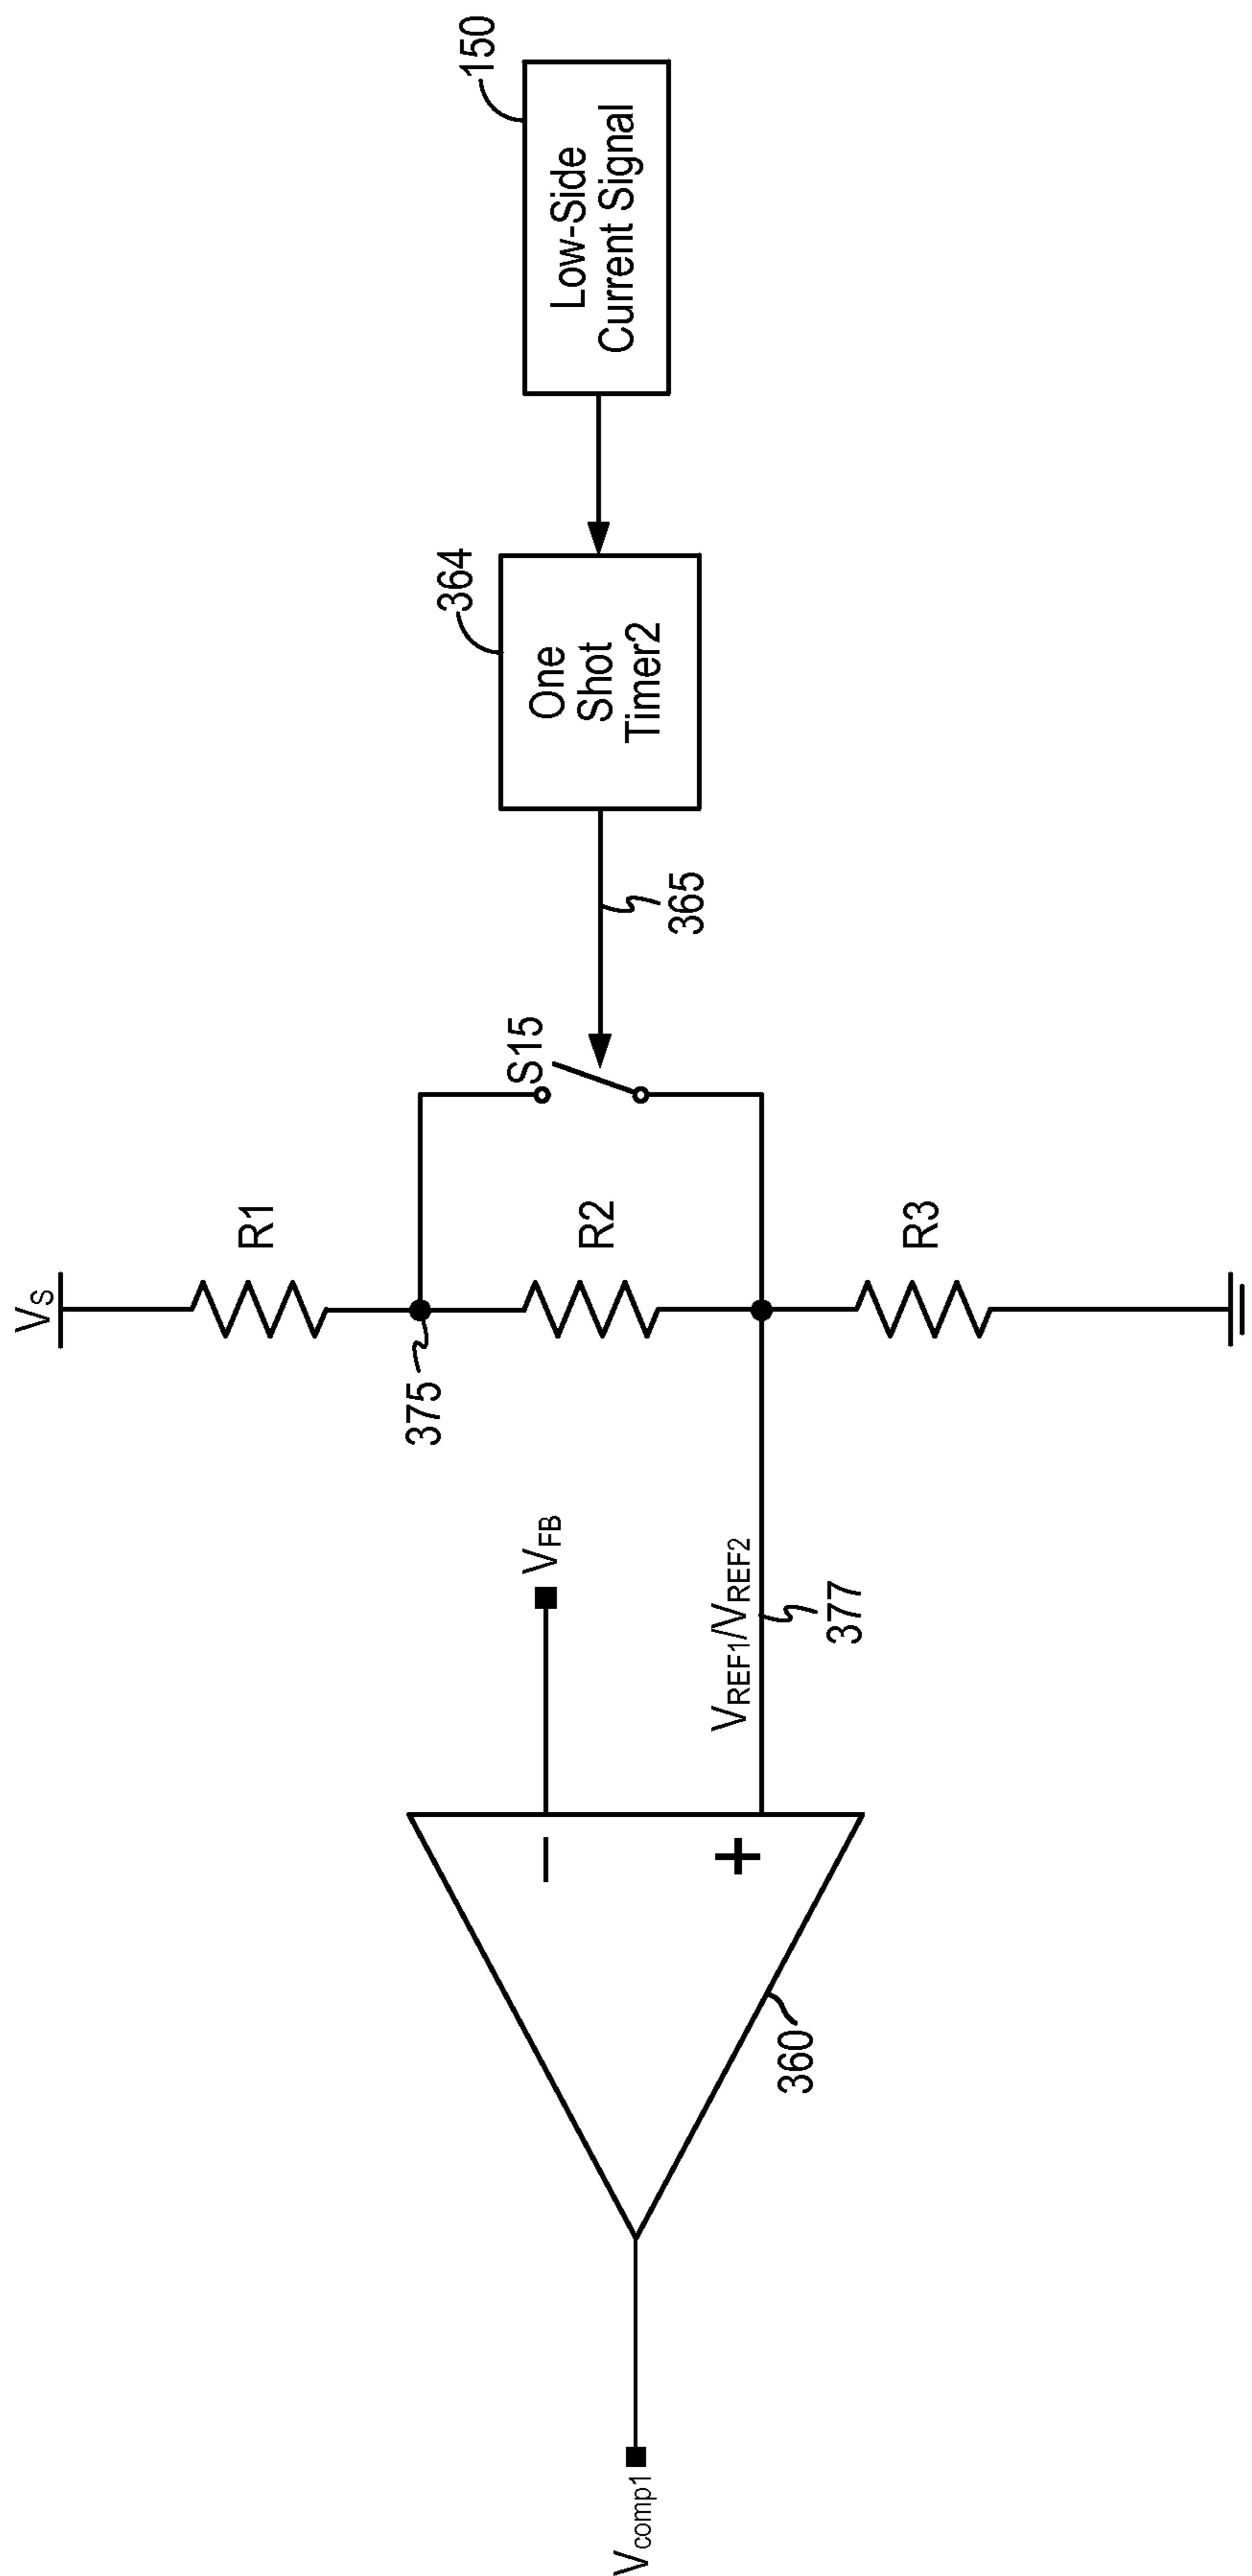 150
Low-Side
Current Signal
364
One
Shot
Timer2
365
S15
VS
R1
375
R2
R3
VFB
VREF1/VREF2
377
−
+
360
Vcomp1